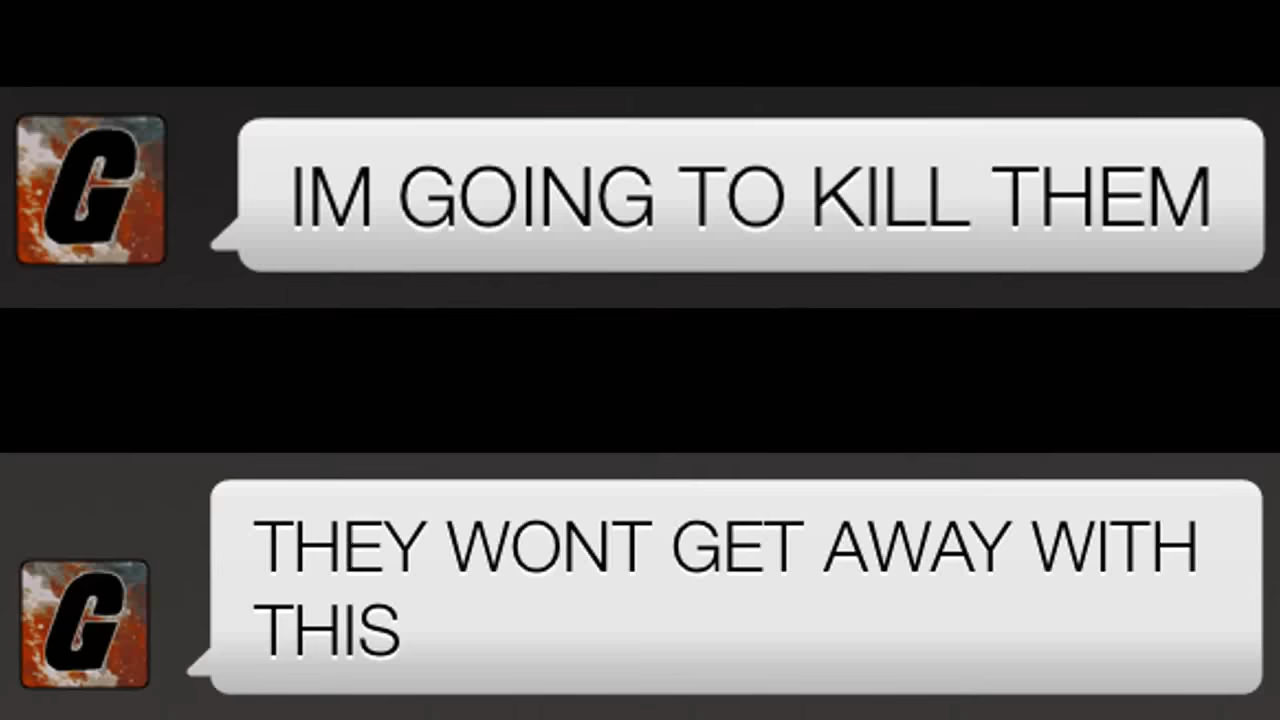 G
IM GOING TO KILL THEM
THEY WONT GET AWAY WITH
THIS
G